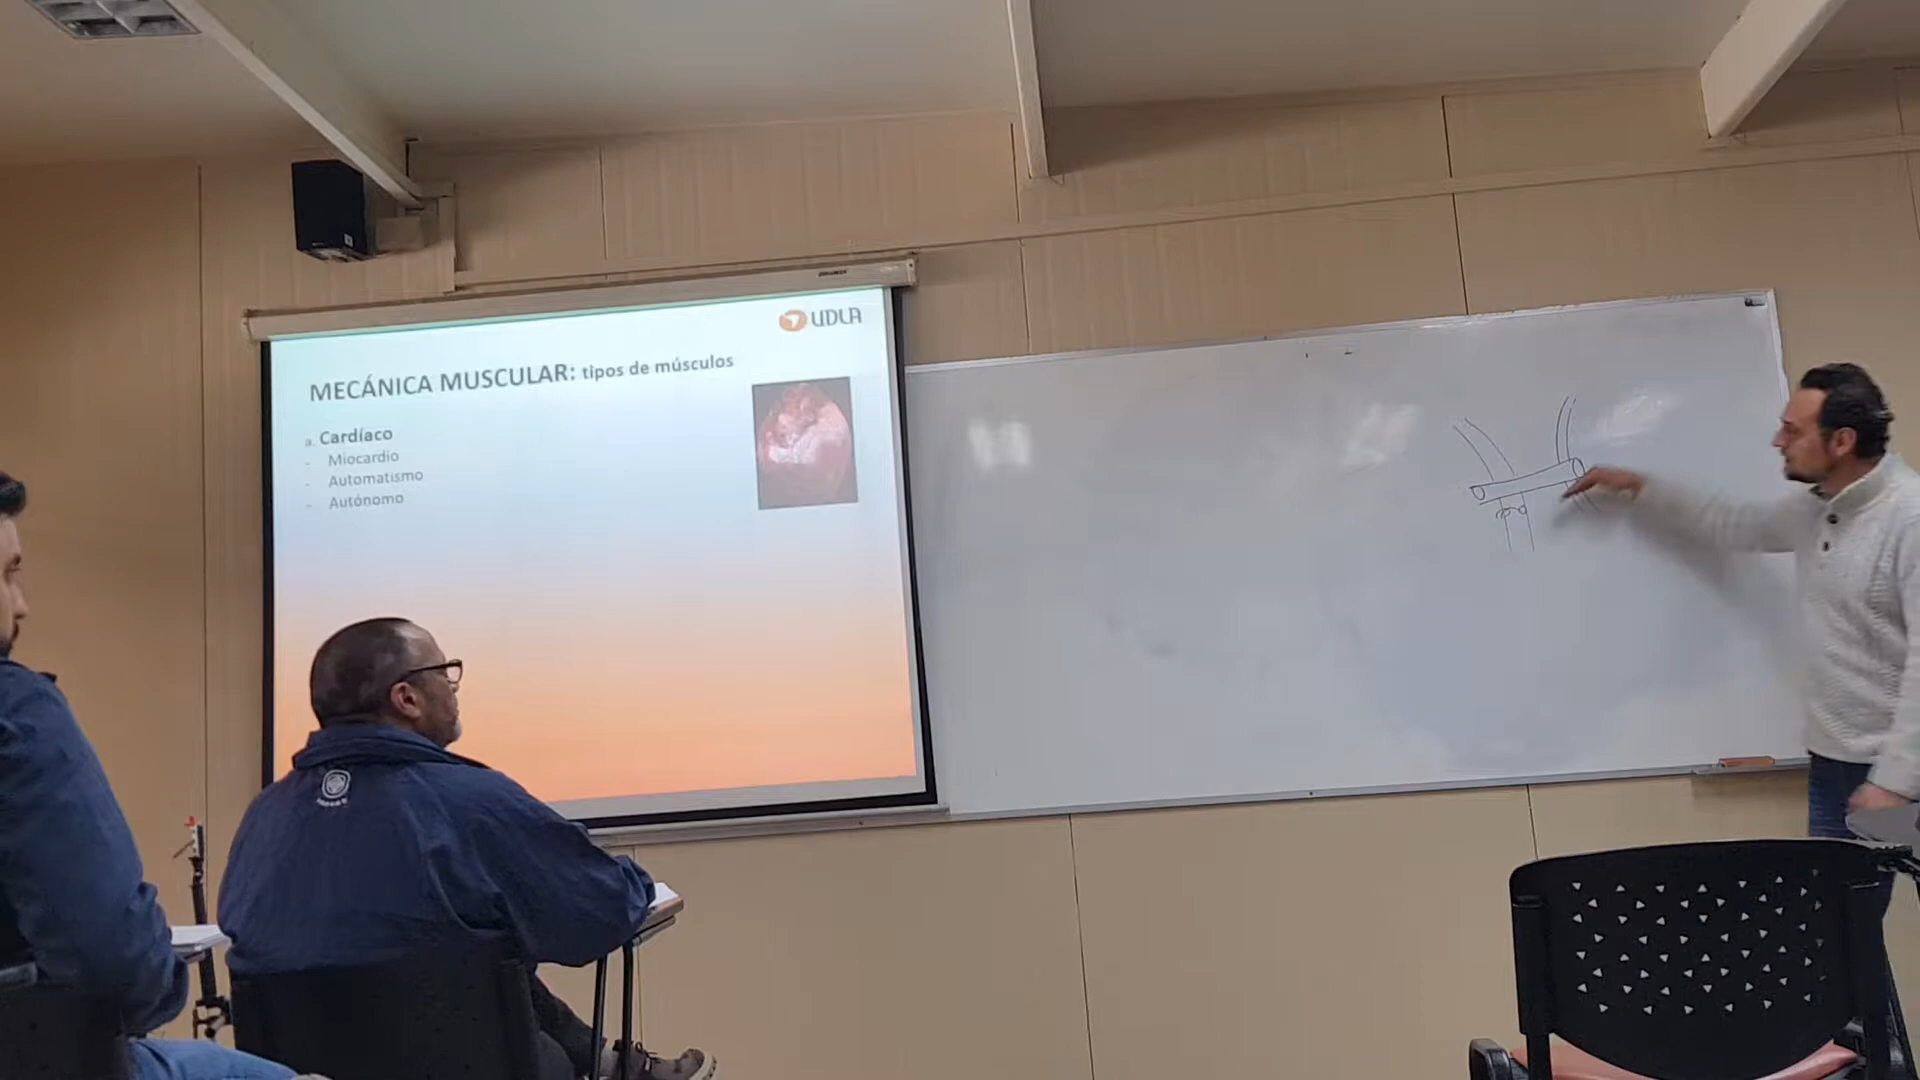 UDLA
MECÁNICA MUSCULAR: tipos de músculos
a. Cardíaco
- Miocardio
- Automatismo
- Autónomo